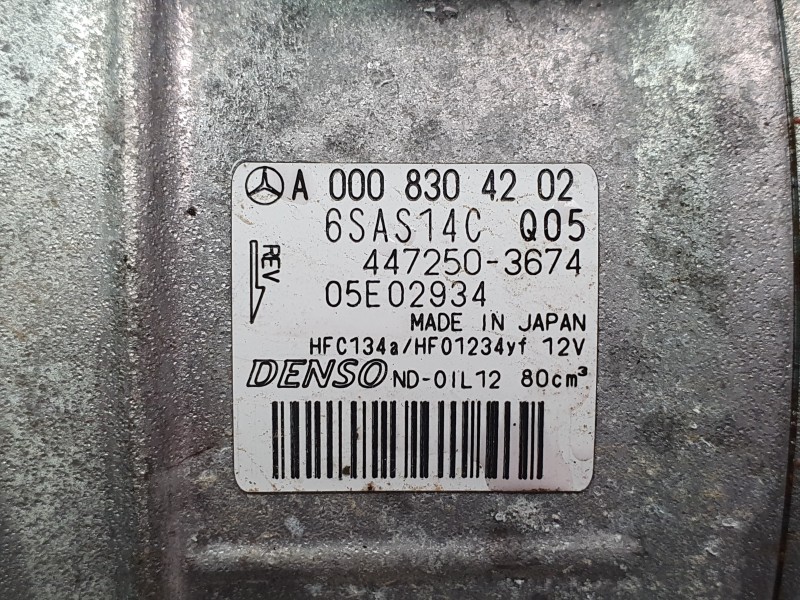 A 000 830 42 02
6SAS14C Q05
REV
447250-3674
05E02934
MADE IN JAPAN
HFC134a/HFO1234yf 12V
DENSO ND-OIL12 80cm³